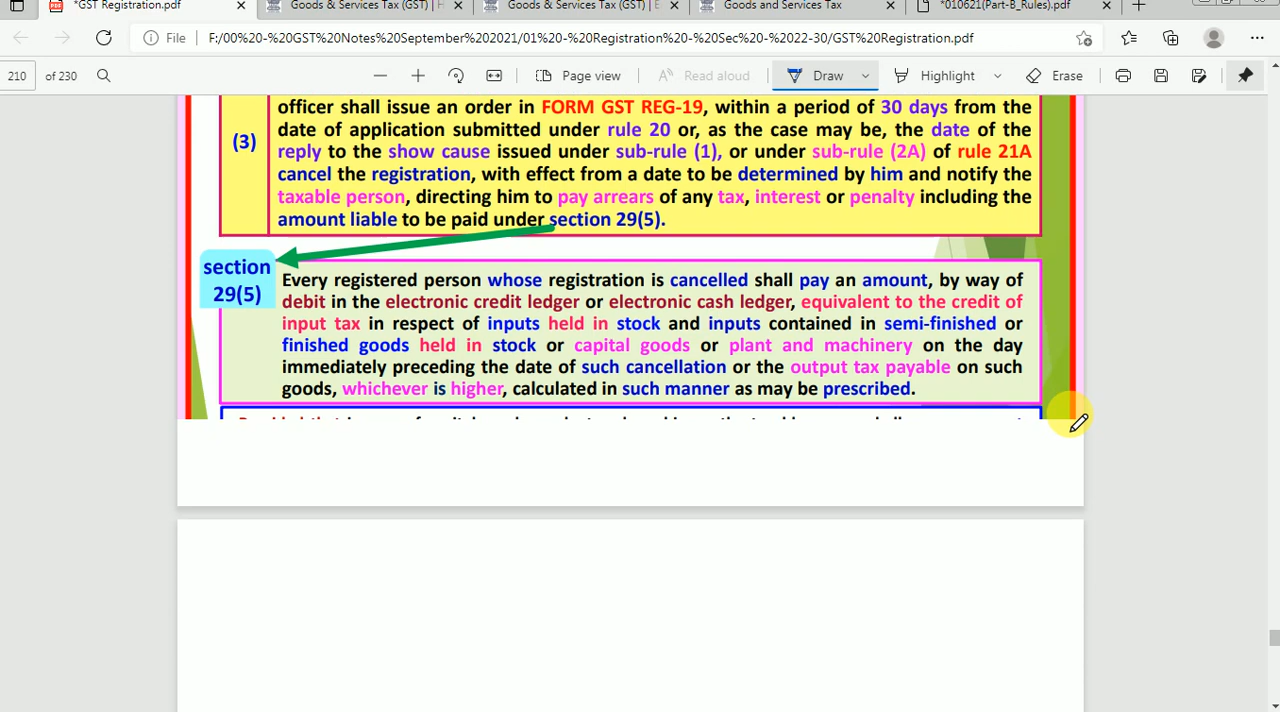 *GST Registration.pdf
Goods & Services Tax (GST) | H
Goods & Services Tax (GST) | E
Goods and Services Tax
*010621(Part-B_Rules).pdf
File
F:/00%20-%20GST%20Notes%20September%202021/01%20-%20Registration%20-%20Sec%20-%2022-30/GST%20Registration.pdf
210 of 230
Page view
Read aloud
Draw
Highlight
Erase
officer shall issue an order in FORM GST REG-19, within a period of 30 days from the
date of application submitted under rule 20 or, as the case may be, the date of the
(3)
reply to the show cause issued under sub-rule (1), or under sub-rule (2A) of rule 21A
cancel the registration, with effect from a date to be determined by him and notify the
taxable person, directing him to pay arrears of any tax, interest or penalty including the
amount liable to be paid under section 29(5).
section
29(5)
Every registered person whose registration is cancelled shall pay an amount, by way of
debit in the electronic credit ledger or electronic cash ledger, equivalent to the credit of
input tax in respect of inputs held in stock and inputs contained in semi-finished or
finished goods held in stock or capital goods or plant and machinery on the day
immediately preceding the date of such cancellation or the output tax payable on such
goods, whichever is higher, calculated in such manner as may be prescribed.